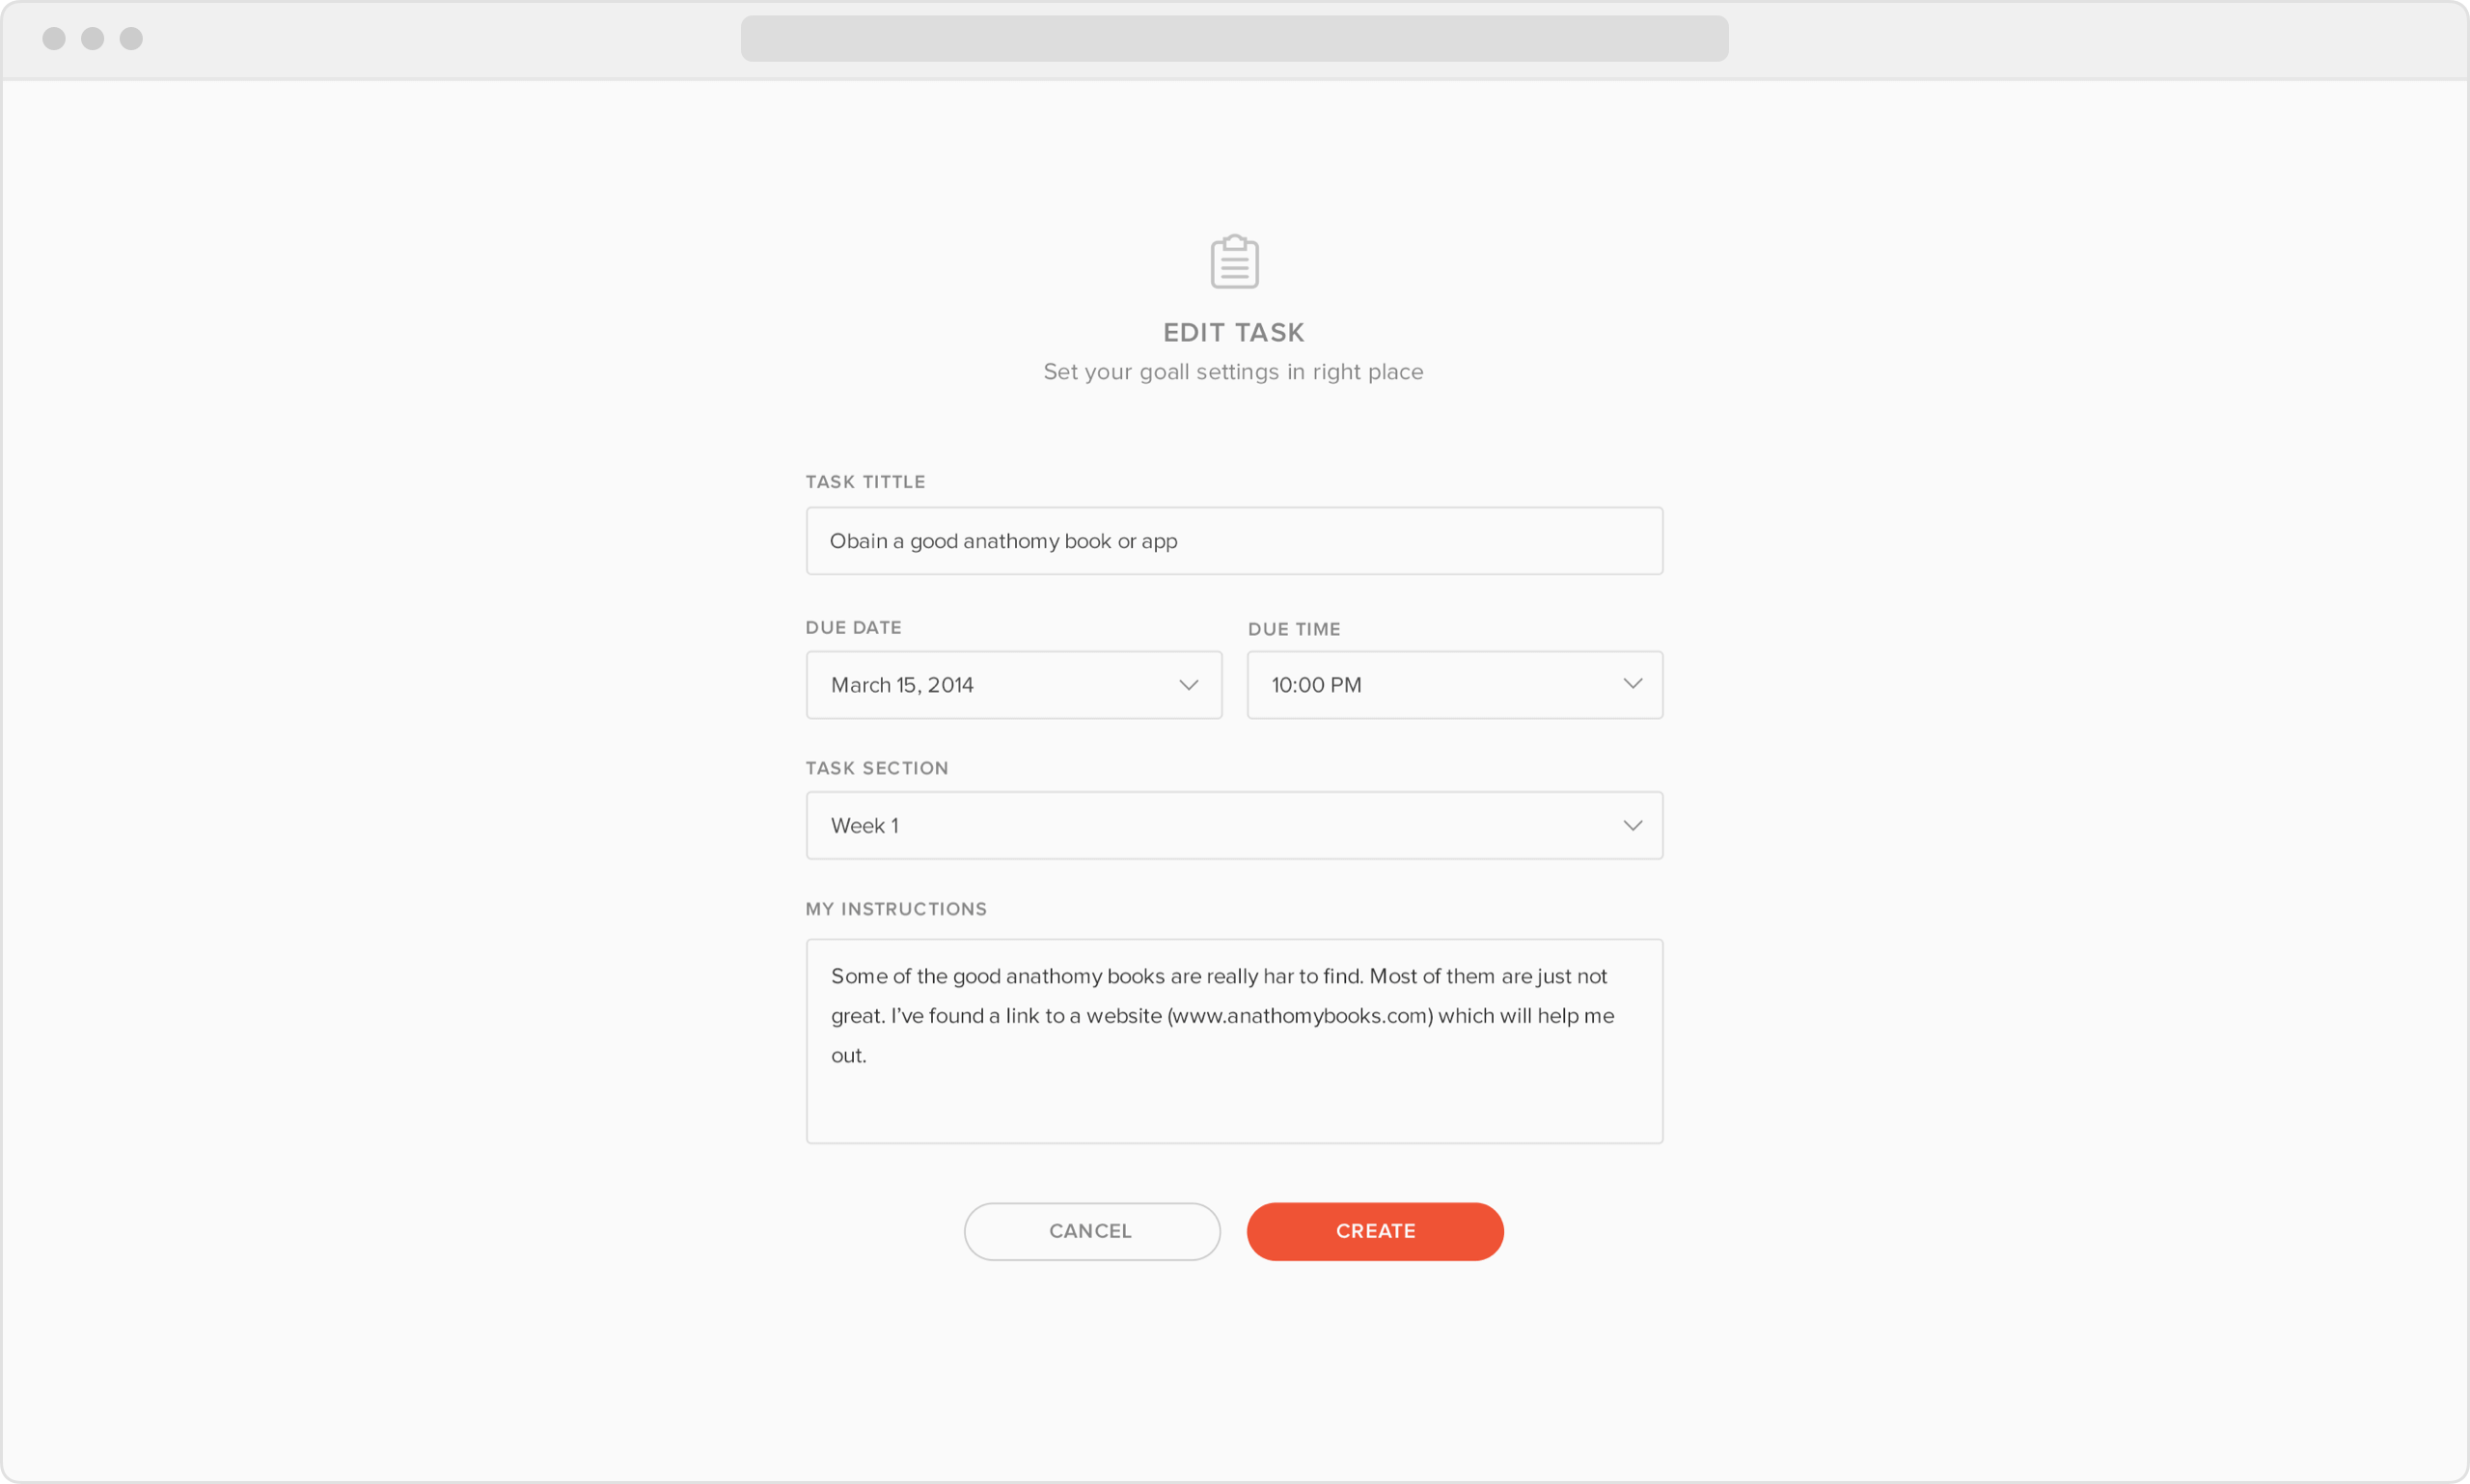 EDIT TASK
Set your goall settings in right place
TASK TITTLE
Obain a good anathomy book or app
DUE DATE
DUE TIME
March 15, 2014
10:00 PM
TASK SECTION
Week 1
MY INSTRUCTIONS
Some of the good anathomy books are really har to find. Most of them are just not
great. I’ve found a link to a website (www.anathomybooks.com) which will help me
out.
CANCEL
CREATE